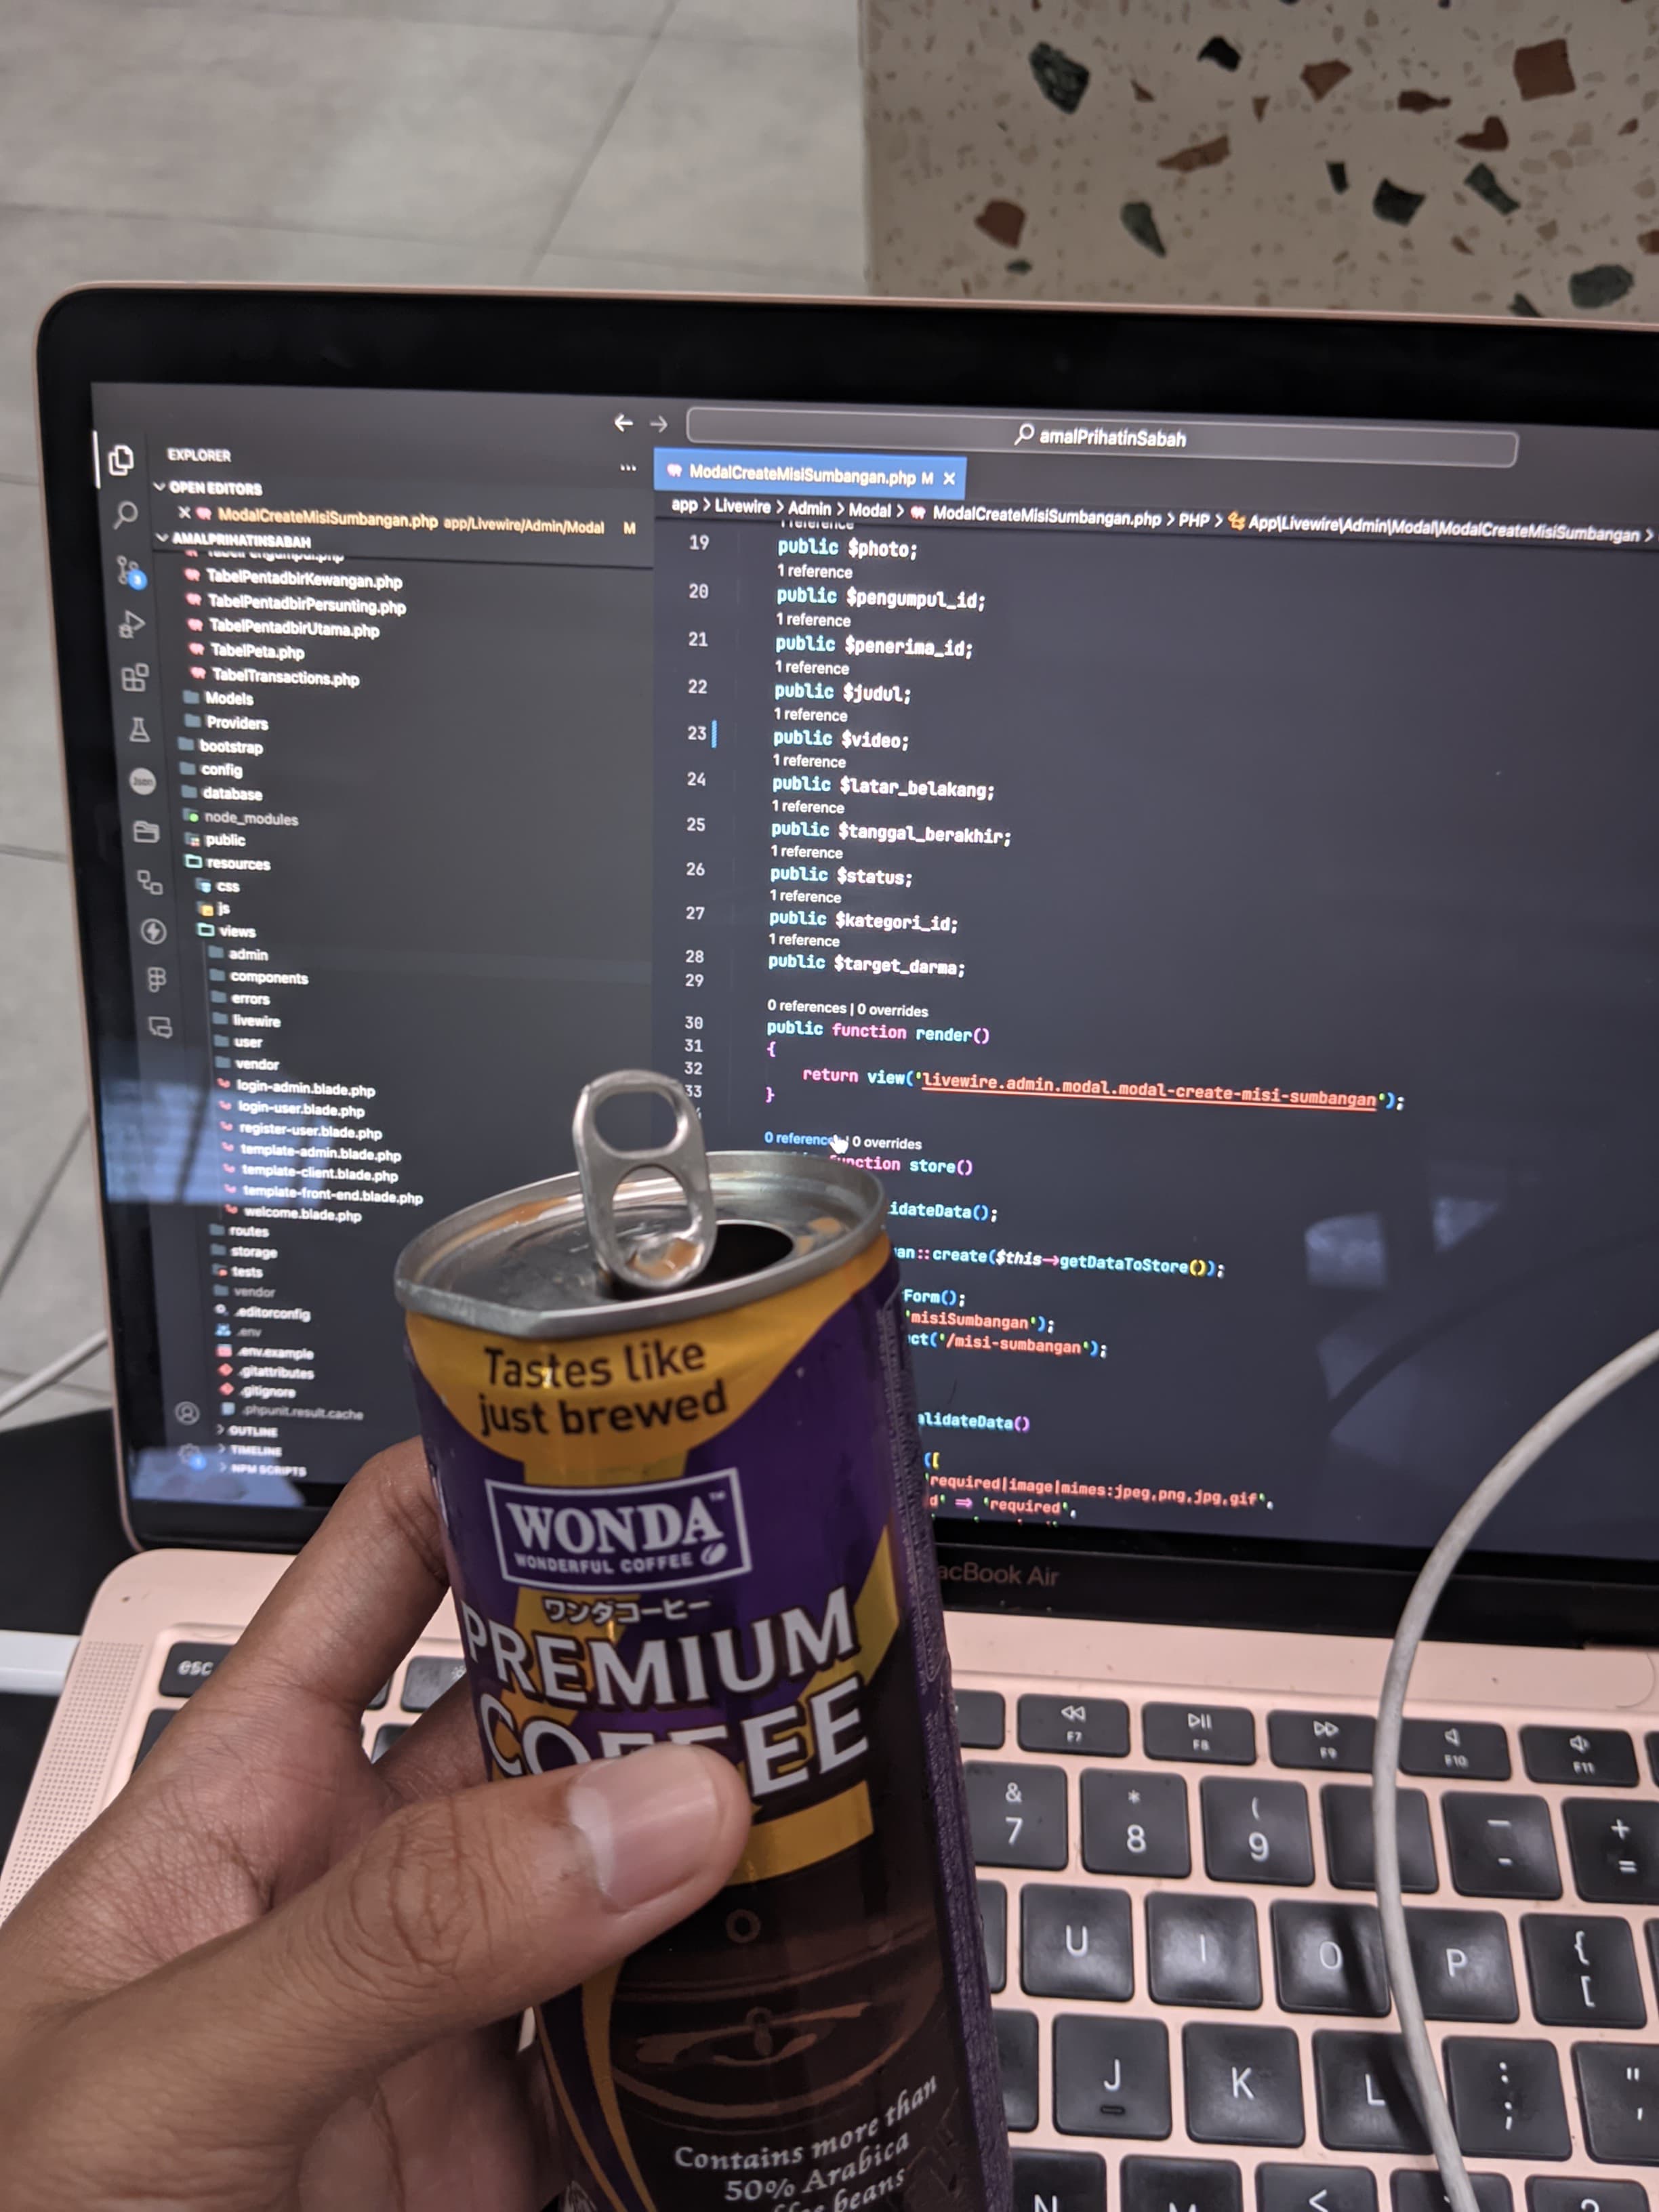 amalPrihatinSabah
EXPLORER
...
OPEN EDITORS
ModalCreateMisiSumbangan.php app/Livewire/Admin/Modal M
AMALPRIHATINSABAH
TabelPentadbirKewangan.php
TabelPentadbirPersunting.php
TabelPentadbirUtama.php
TabelPeta.php
TabelTransactions.php
Models
Providers
bootstrap
config
database
node_modules
public
resources
css
js
views
admin
components
errors
livewire
user
vendor
login-admin.blade.php
login-user.blade.php
register-user.blade.php
template-admin.blade.php
template-client.blade.php
template-front-end.blade.php
welcome.blade.php
routes
storage
tests
vendor
.editorconfig
.env
.env.example
.gitattributes
.gitignore
.phpunit.result.cache
OUTLINE
TIMELINE
NPM SCRIPTS
ModalCreateMisiSumbangan.php M
app > Livewire > Admin > Modal > ModalCreateMisiSumbangan.php > PHP > App\Livewire\Admin\Modal\ModalCreateMisiSumbangan >
1 reference
19 public $photo;
1 reference
20 public $pengumpul_id;
1 reference
21 public $penerima_id;
1 reference
22 public $judul;
1 reference
23 public $video;
1 reference
24 public $latar_belakang;
1 reference
25 public $tanggal_berakhir;
1 reference
26 public $status;
1 reference
27 public $kategori_id;
1 reference
28 public $target_darma;
29
0 references | 0 overrides
30 public function render()
31 {
32 return view('livewire.admin.modal.modal-create-misi-sumbangan');
33 }
0 reference | 0 overrides
function store()
idateData();
an::create($this->getDataToStore());
Form();
'misiSumbangan');
ct('/misi-sumbangan');
alidateData()
([
'required|image|mimes:jpeg,png,jpg,gif',
d' => 'required',
acBook Air
Tastes like
just brewed
WONDA™
WONDERFUL COFFEE
ワンダコーヒー
PREMIUM
COFFEE
Contains more than
50% Arabica
beans
esc
F7
F8
F9
F10
F11
& 7
* 8
( 9
_ -
+ =
U
I
O
P
{ [
J
K
L
: ;
" '
N
M
<